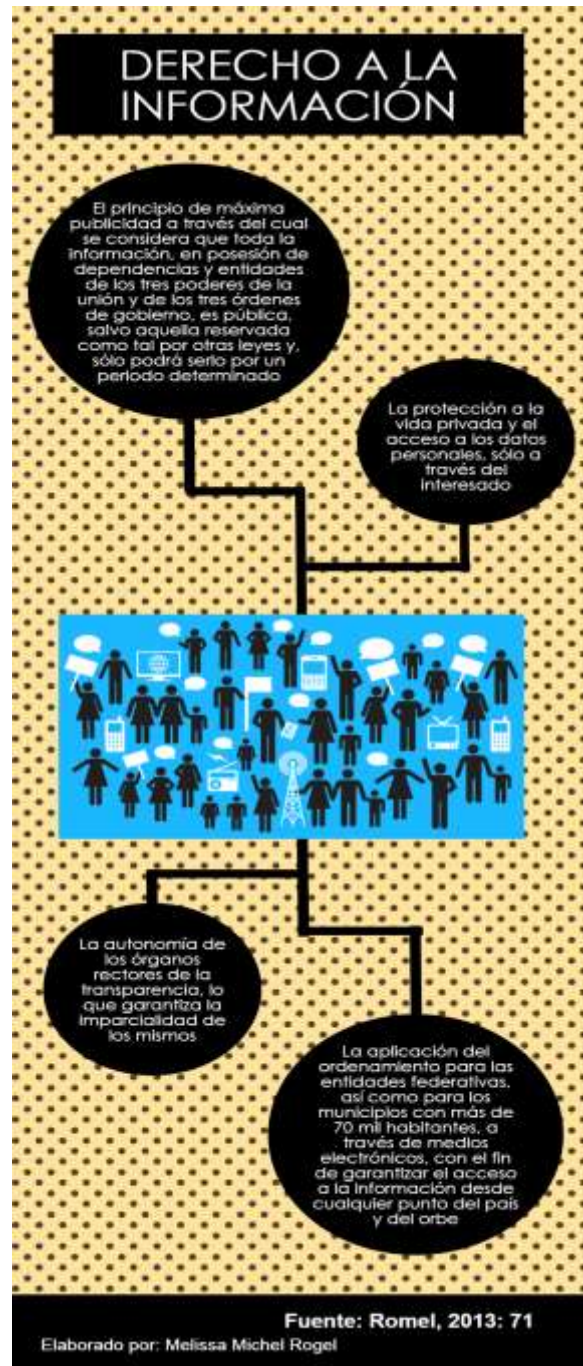 DERECHO A LA
INFORMACIÓN
El principio de máxima
publicidad a través del cual
se considera que toda la
información, en posesión de
dependencias y entidades
de los tres poderes de la
unión y de los tres órdenes
de gobierno, es pública,
salvo aquella reservada
como tal por otras leyes y,
sólo podrá serlo por un
periodo determinado
La protección a la
vida privada y el
acceso a los datos
personales, sólo a
través del
interesado
La autonomía de
los órganos
rectores de la
transparencia, lo
que garantiza la
imparcialidad de
los mismos
La aplicación del
ordenamiento para las
entidades federativas,
así como para los
municipios con más de
70 mil habitantes, a
través de medios
electrónicos, con el fin
de garantizar el acceso
a la información desde
cualquier punto del país
y del orbe
Fuente: Romel, 2013: 71
Elaborado por: Melissa Michel Rogel